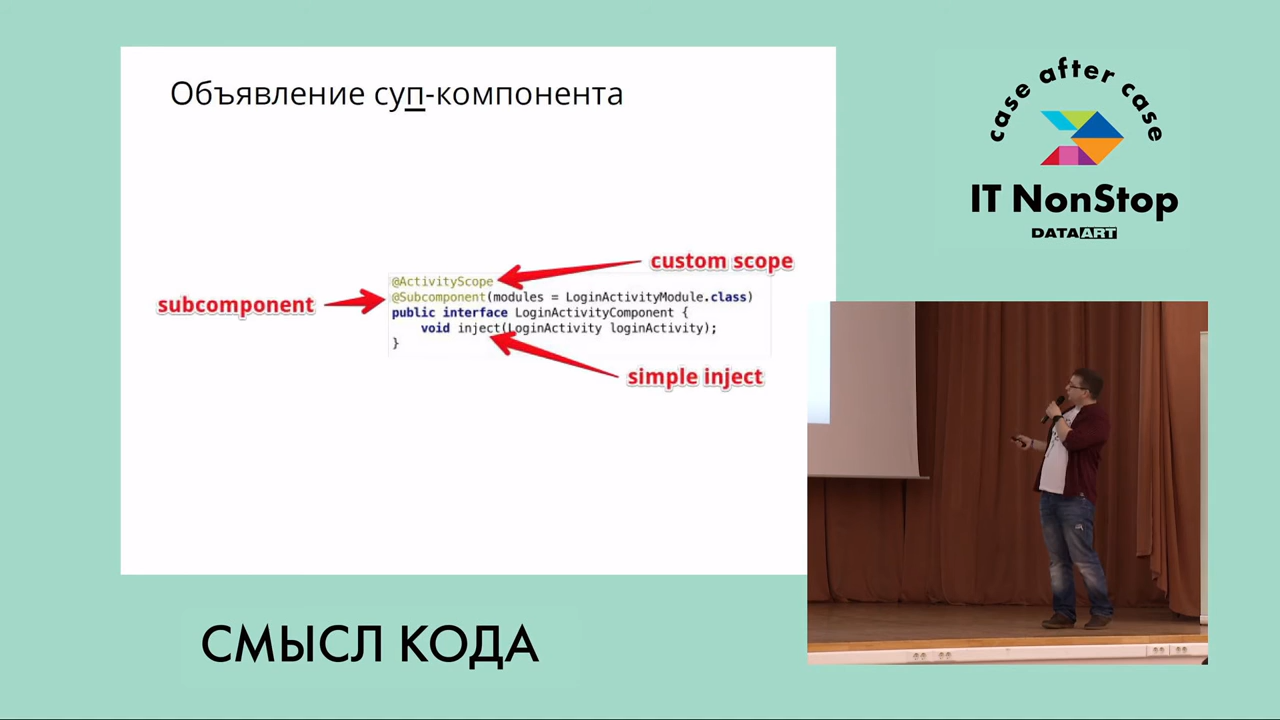 Объявление суп-компонента
case after case
IT NonStop
DATAART
custom scope
subcomponent
@ActivityScope
@Subcomponent(modules = LoginActivityModule.class)
public interface LoginActivityComponent {
void inject(LoginActivity loginActivity);
}
simple inject
СМЫСЛ КОДА